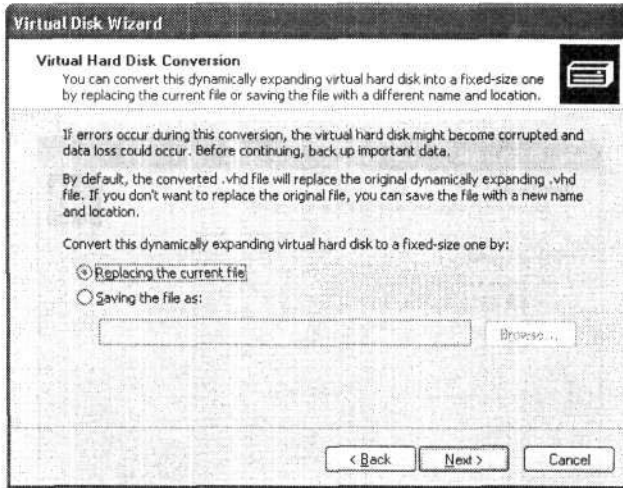 Virtual Disk Wizard
Virtual Hard Disk Conversion
You can convert this dynamically expanding virtual hard disk into a fixed-size one
by replacing the current file or saving the file with a different name and location.
If errors occur during this conversion, the virtual hard disk might become corrupted and
data loss could occur. Before continuing, back up important data.
By default, the converted .vhd file will replace the original dynamically expanding .vhd
file. If you don't want to replace the original file, you can save the file with a new name
and location.
Convert this dynamically expanding virtual hard disk to a fixed-size one by:
Replacing the current file
Saving the file as:
Browse...
< Back
Next >
Cancel